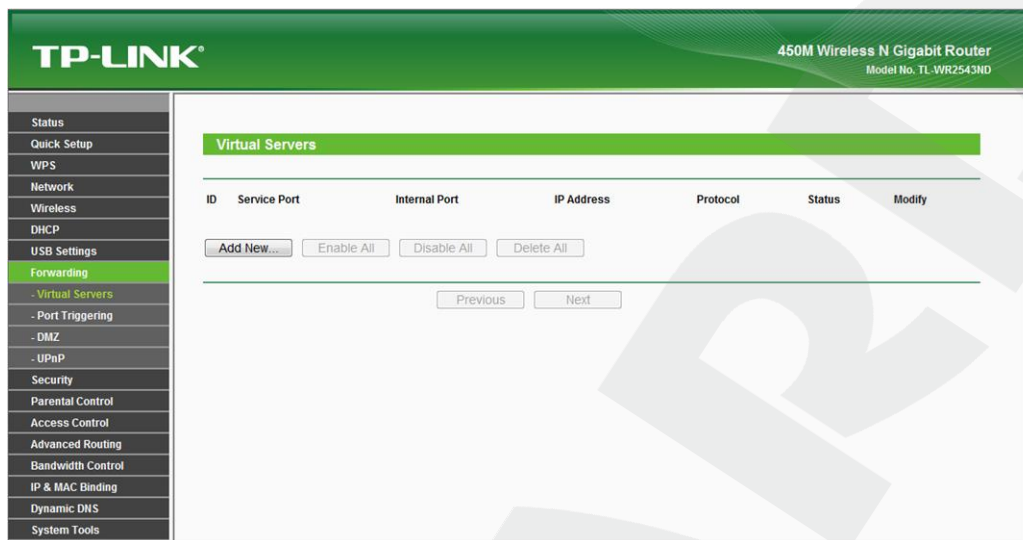 TP-LINK®
450M Wireless N Gigabit Router
Model No. TL-WR2543ND
Status
Quick Setup
WPS
Network
Wireless
DHCP
USB Settings
Forwarding
- Virtual Servers
- Port Triggering
- DMZ
- UPnP
Security
Parental Control
Access Control
Advanced Routing
Bandwidth Control
IP & MAC Binding
Dynamic DNS
System Tools
Virtual Servers
ID Service Port Internal Port IP Address Protocol Status Modify
Add New... Enable All Disable All Delete All
Previous Next